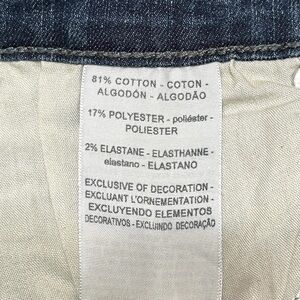 81% COTTON - COTON -
ALGODÓN - ALGODÃO
17% POLYESTER - poliéster -
POLIESTER
2% ELASTANE - ELASTHANNE -
elastano - ELASTANO
EXCLUSIVE OF DECORATION -
EXCLUANT L'ORNEMENTATION -
EXCLUYENDO ELEMENTOS
DECORATIVOS - EXCLUINDO DECORAÇÃO